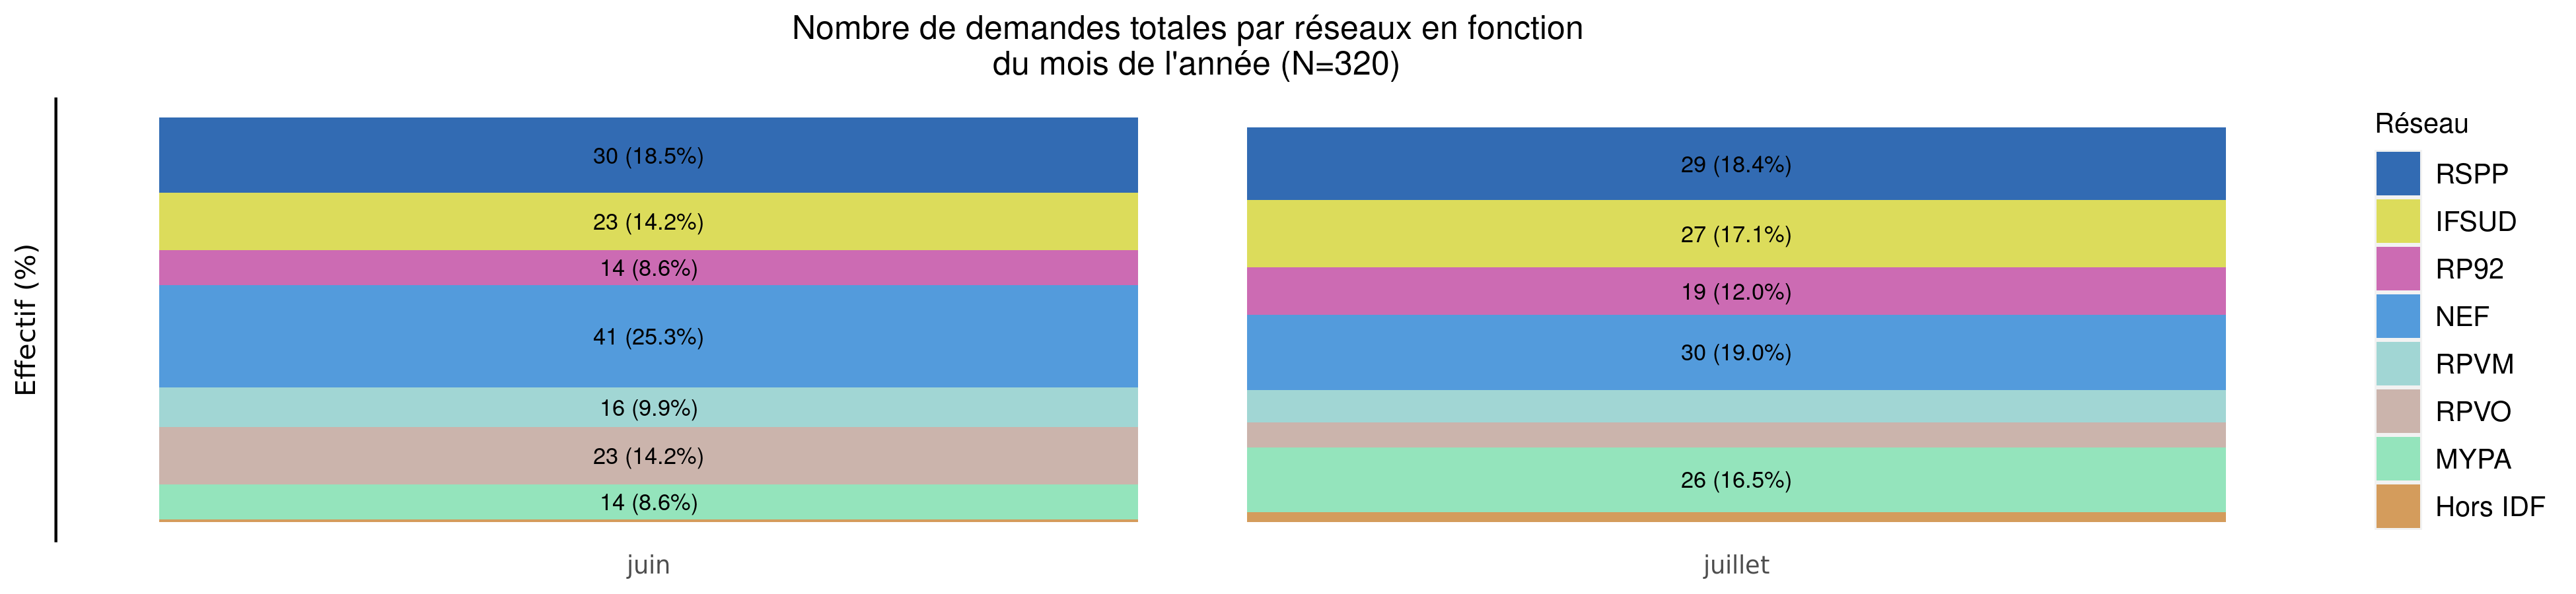 Nombre de demandes totales par réseaux en fonction
du mois de l'année (N=320)
Effectif (%)
30 (18.5%)
23 (14.2%)
14 (8.6%)
41 (25.3%)
16 (9.9%)
23 (14.2%)
14 (8.6%)
juin
29 (18.4%)
27 (17.1%)
19 (12.0%)
30 (19.0%)
26 (16.5%)
juillet
Réseau
RSPP
IFSUD
RP92
NEF
RPVM
RPVO
MYPA
Hors IDF